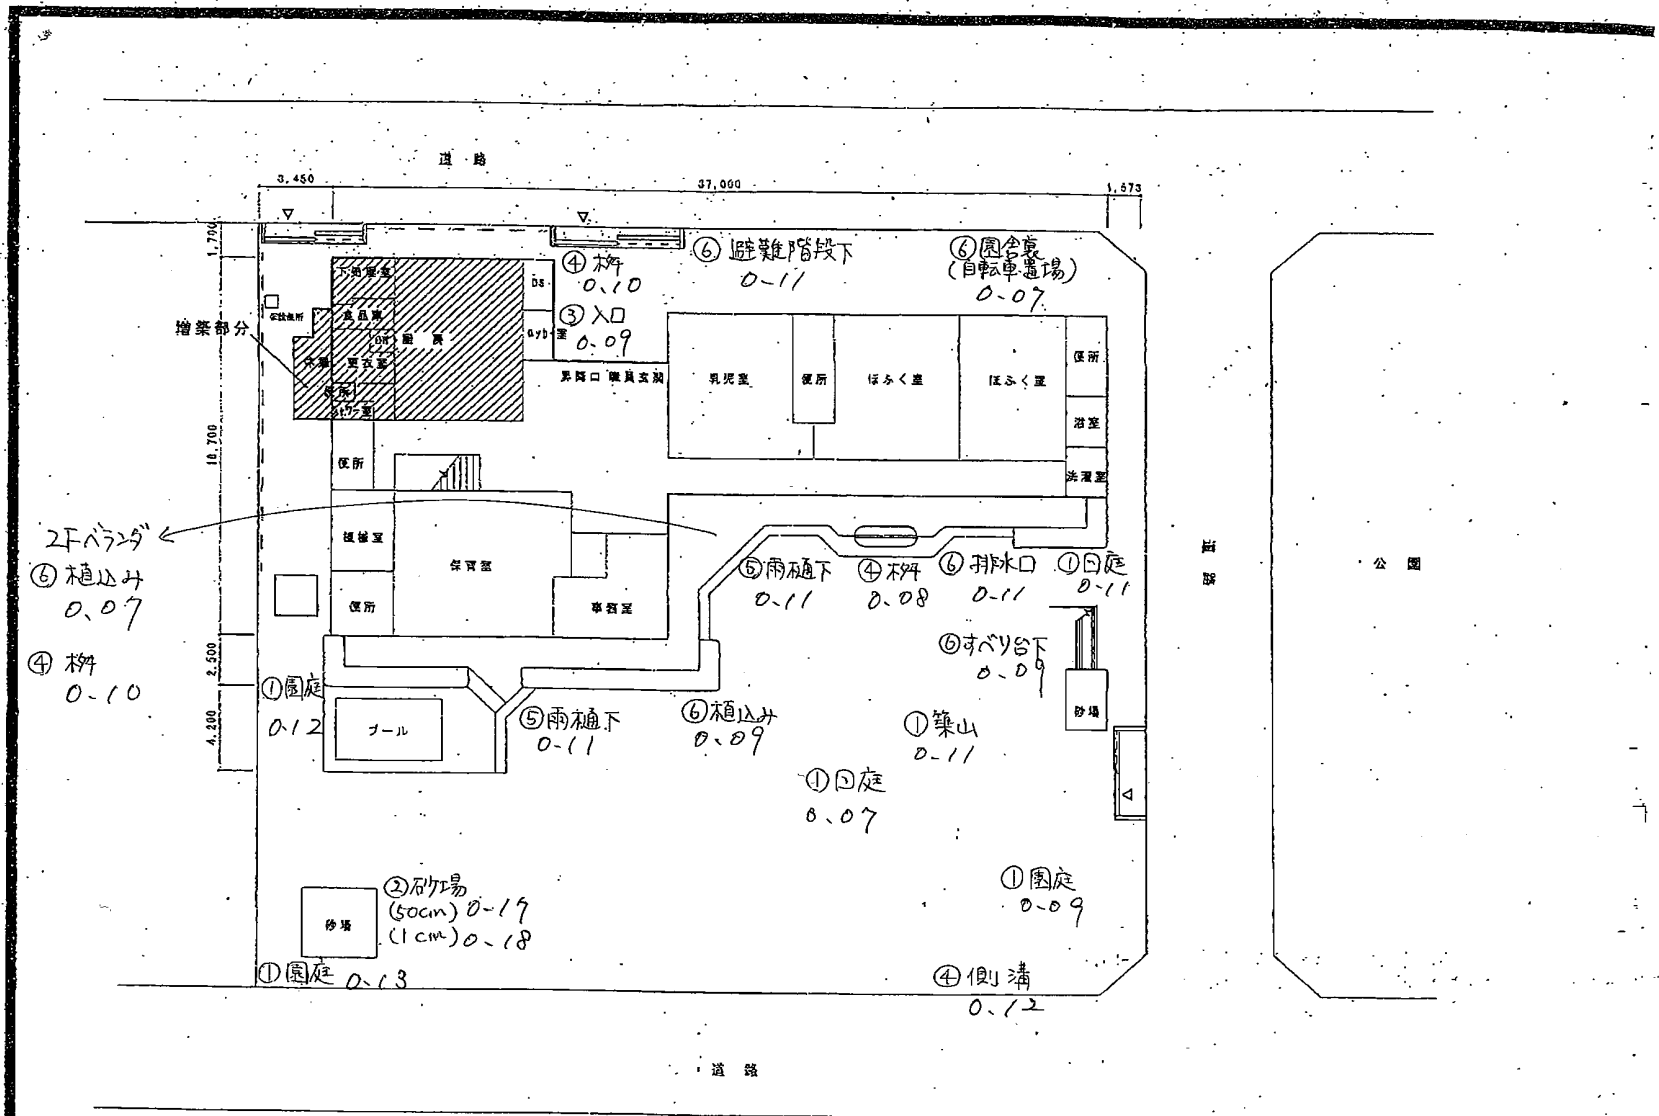 道路
3,450
37,000
1,573
1,700
④ 桝
0.10
⑥ 避難階段下
0.11
⑥ 園舎裏
(自転車置場)
0.07
下処理室
DS
③ 入口
0.09
食品庫
増築部分
厨房
更衣室
便所
昇降口 職員玄関
乳児室
便所
ほふく室
ほふく室
便所
浴室
洗濯室
10,700
便所
2Fベランダ
⑥ 植込み
0.07
④ 桝
0.10
機械室
保育室
便所
事務室
⑤雨樋下
0.11
④桝
0.08
⑥ 排水口
0.11
①囗庭
0.11
道路
公園
2,500
⑥すべり台下
0.09
砂場
①園庭
0.12
4,200
プール
⑤雨樋下
0.11
⑥植込み
0.09
①築山
0.11
①囗庭
0.07
②砂場
(50cm) 0.17
(1cm) 0.18
砂場
①園庭
0.09
①園庭 0.13
④側溝
0.12
道路